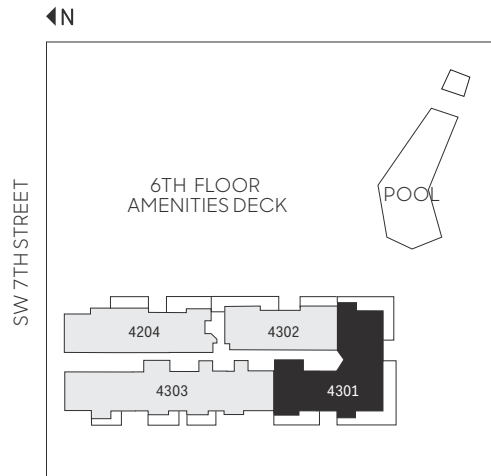 N
SW 7TH STREET
6TH FLOOR
AMENITIES DECK
POOL
4204
4302
4303
4301